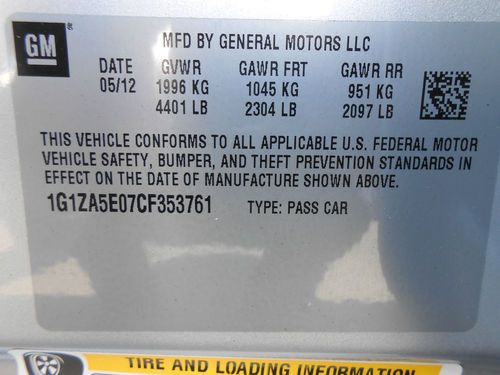 GM
MFD BY GENERAL MOTORS LLC
DATE GVWR GAWR FRT GAWR RR
05/12 1996 KG 1045 KG 951 KG
4401 LB 2304 LB 2097 LB
THIS VEHICLE CONFORMS TO ALL APPLICABLE U.S. FEDERAL MOTOR
VEHICLE SAFETY, BUMPER, AND THEFT PREVENTION STANDARDS IN
EFFECT ON THE DATE OF MANUFACTURE SHOWN ABOVE.
1G1ZA5E07CF353761 TYPE: PASS CAR
TIRE AND LOADING INFORMATION